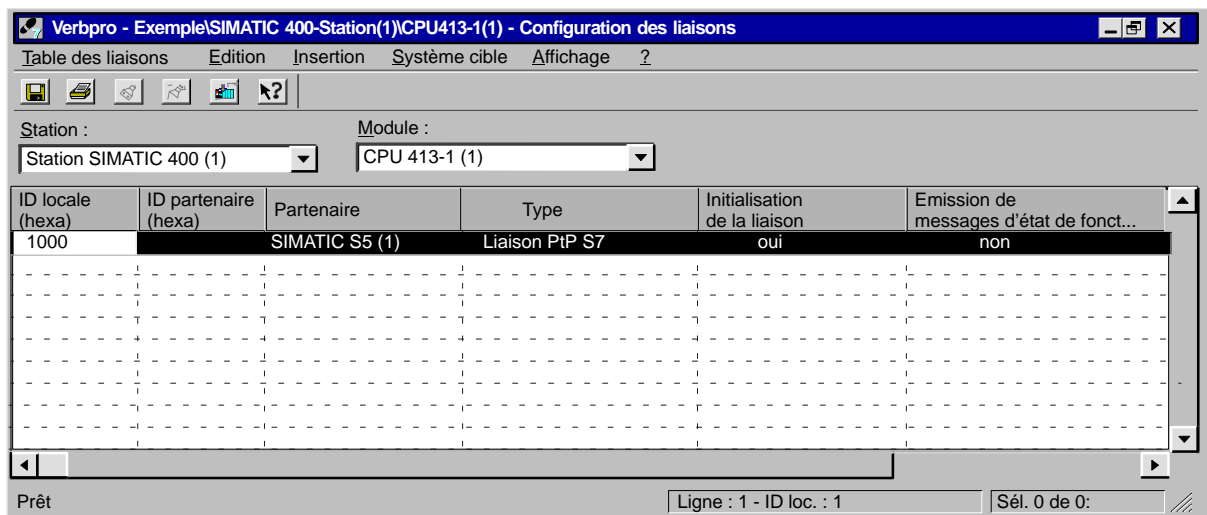 Verbpro - Exemple\SIMATIC 400-Station(1)\CPU413-1(1) - Configuration des liaisons
Table des liaisons Edition Insertion Système cible Affichage ?
Station : Module :
Station SIMATIC 400 (1) CPU 413-1 (1)
ID locale (hexa) ID partenaire (hexa) Partenaire Type Initialisation de la liaison Emission de messages d'état de fonct...
1000 SIMATIC S5 (1) Liaison PtP S7 oui non
Prêt Ligne : 1 - ID loc. : 1 Sél. 0 de 0: